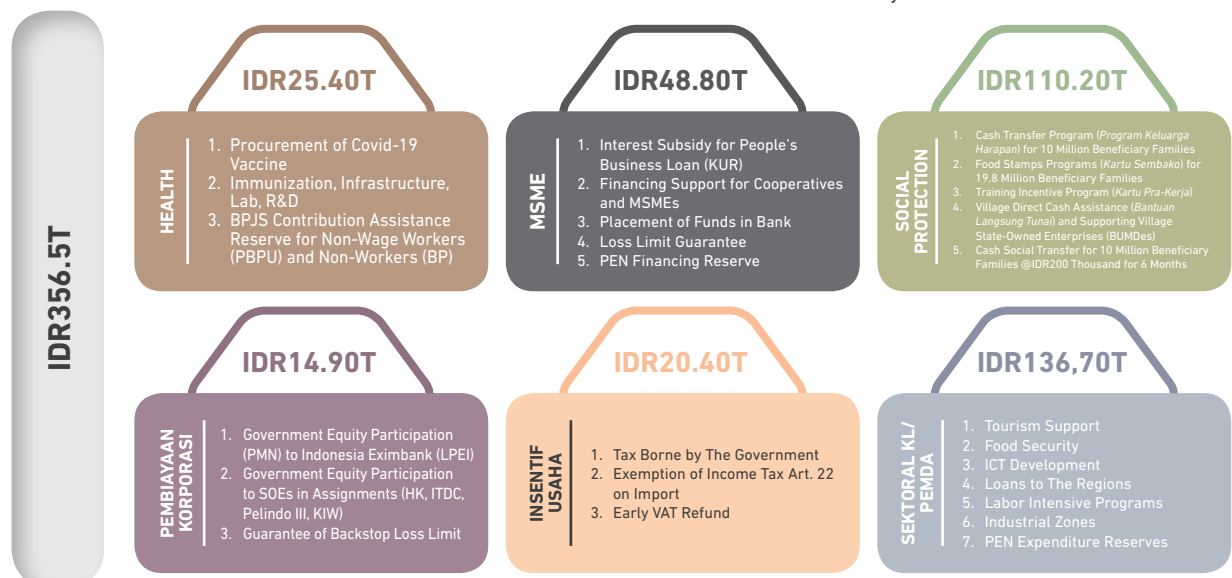 IDR356.5T
IDR25.40T
HEALTH
1. Procurement of Covid-19
Vaccine
2. Immunization, Infrastructure,
Lab, R&D
3. BPJS Contribution Assistance
Reserve for Non-Wage Workers
(PBPU) and Non-Workers (BP)
IDR48.80T
MSME
1. Interest Subsidy for People's
Business Loan (KUR)
2. Financing Support for Cooperatives
and MSMEs
3. Placement of Funds in Bank
4. Loss Limit Guarantee
5. PEN Financing Reserve
IDR110.20T
SOCIAL
PROTECTION
1. Cash Transfer Program (Program Keluarga
Harapan) for 10 Million Beneficiary Families
2. Food Stamps Programs (Kartu Sembako) for
19.8 Million Beneficiary Families
3. Training Incentive Program (Kartu Pra-Kerja)
4. Village Direct Cash Assistance (Bantuan
Langsung Tunai) and Supporting Village
State-Owned Enterprises (BUMDes)
5. Cash Social Transfer for 10 Million Beneficiary
Families @IDR200 Thousand for 6 Months
IDR14.90T
PEMBIAYAAN
KORPORASI
1. Government Equity Participation
(PMN) to Indonesia Eximbank (LPEI)
2. Government Equity Participation
to SOEs in Assignments (HK, ITDC,
Pelindo III, KIW)
3. Guarantee of Backstop Loss Limit
IDR20.40T
INSENTIF
USAHA
1. Tax Borne by The Government
2. Exemption of Income Tax Art. 22
on Import
3. Early VAT Refund
IDR136,70T
SEKTORAL KL/
PEMDA
1. Tourism Support
2. Food Security
3. ICT Development
4. Loans to The Regions
5. Labor Intensive Programs
6. Industrial Zones
7. PEN Expenditure Reserves